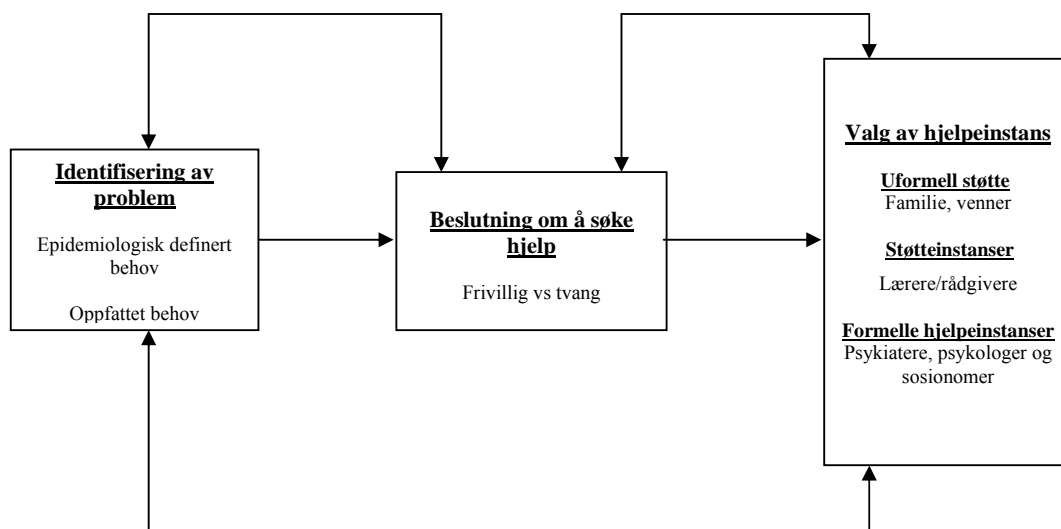 Identifisering av
problem
Epidemiologisk definert
behov
Oppfattet behov
Beslutning om å søke
hjelp
Frivillig vs tvang
Valg av hjelpeinstans
Uformell støtte
Familie, venner
Støtteinstanser
Lærere/rådgivere
Formelle hjelpeinstanser
Psykiatere, psykologer og
sosionomer